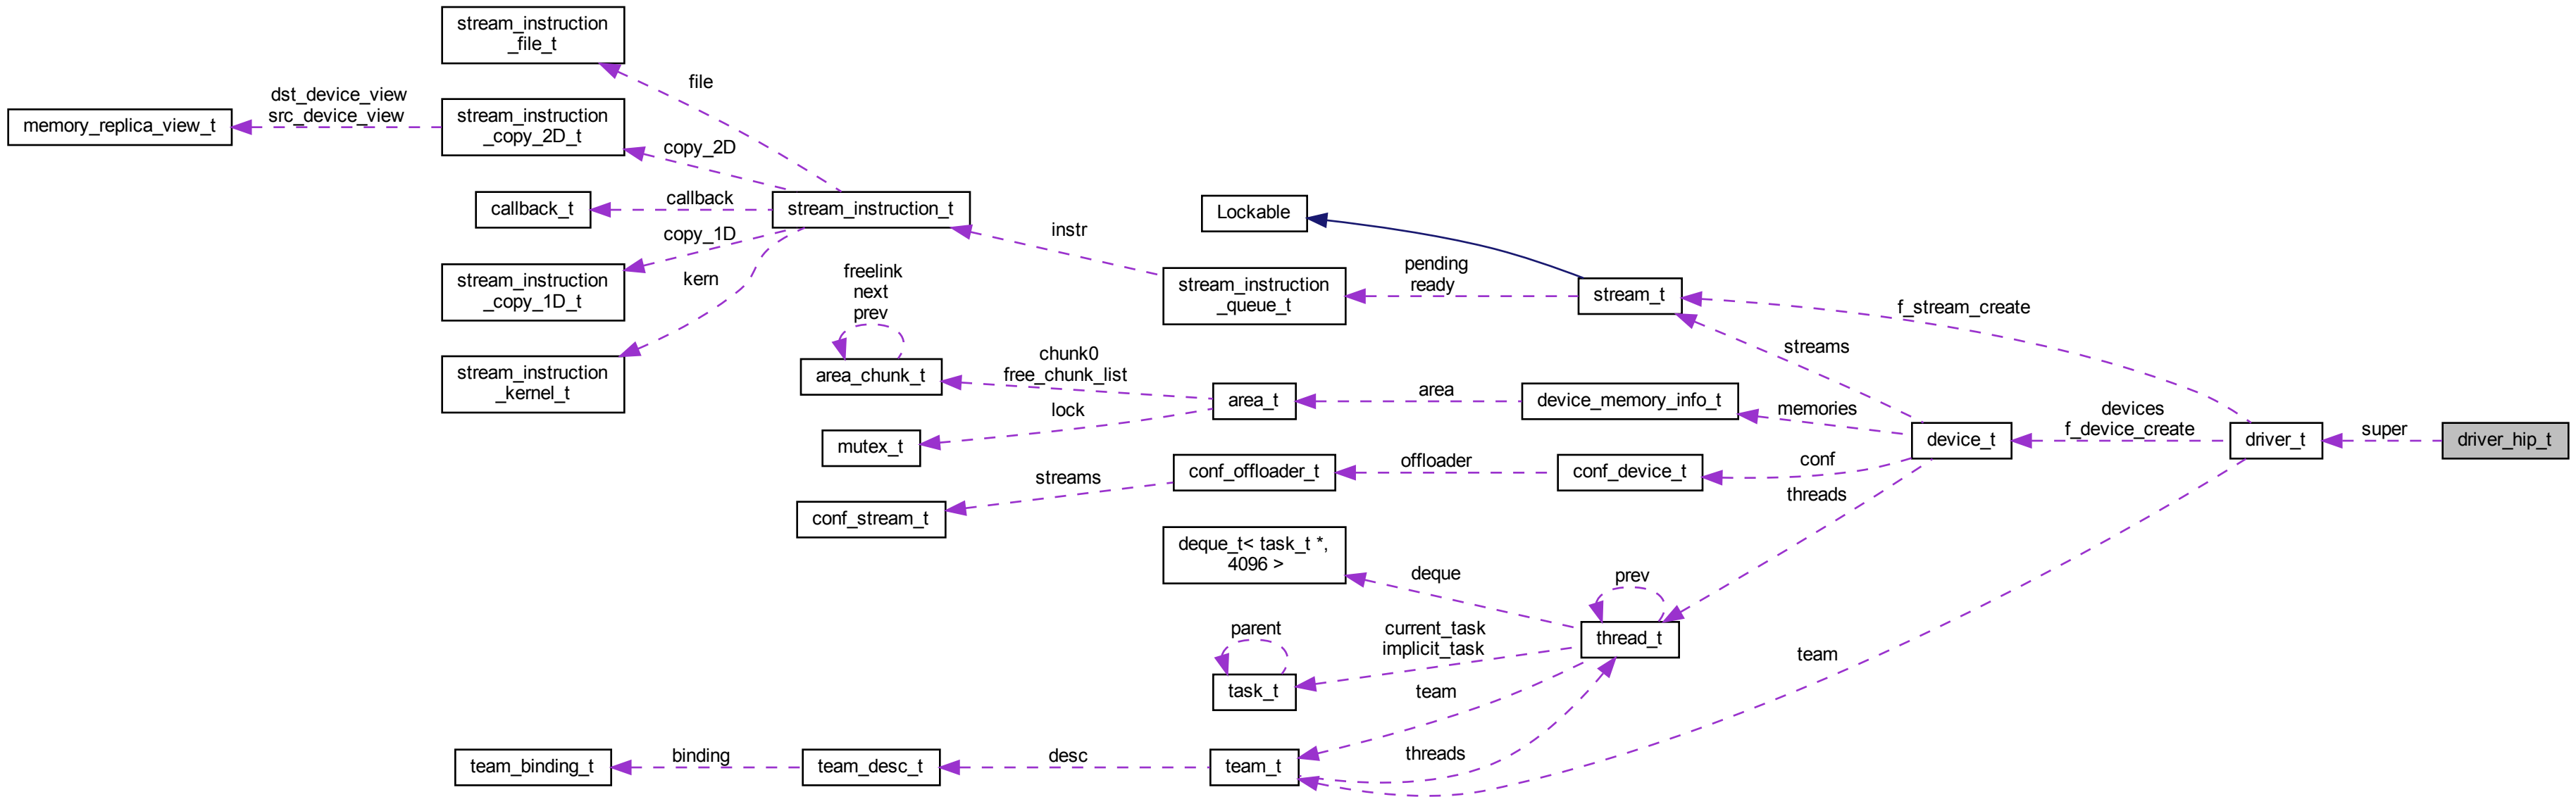 stream_instruction
_file_t
file
dst_device_view
src_device_view
memory_replica_view_t
stream_instruction
_copy_2D_t
copy_2D
callback_t
callback
stream_instruction_t
copy_1D
stream_instruction
_copy_1D_t
kern
stream_instruction
_kernel_t
Lockable
instr
stream_instruction
_queue_t
pending
ready
stream_t
f_stream_create
streams
freelink
next
prev
area_chunk_t
chunk0
free_chunk_list
lock
mutex_t
area_t
area
device_memory_info_t
memories
device_t
devices
f_device_create
driver_t
super
driver_hip_t
conf
conf_device_t
offloader
conf_offloader_t
streams
conf_stream_t
threads
deque_t< task_t *,
4096 >
deque
prev
thread_t
current_task
implicit_task
parent
task_t
team
team
threads
team_binding_t
binding
team_desc_t
desc
team_t